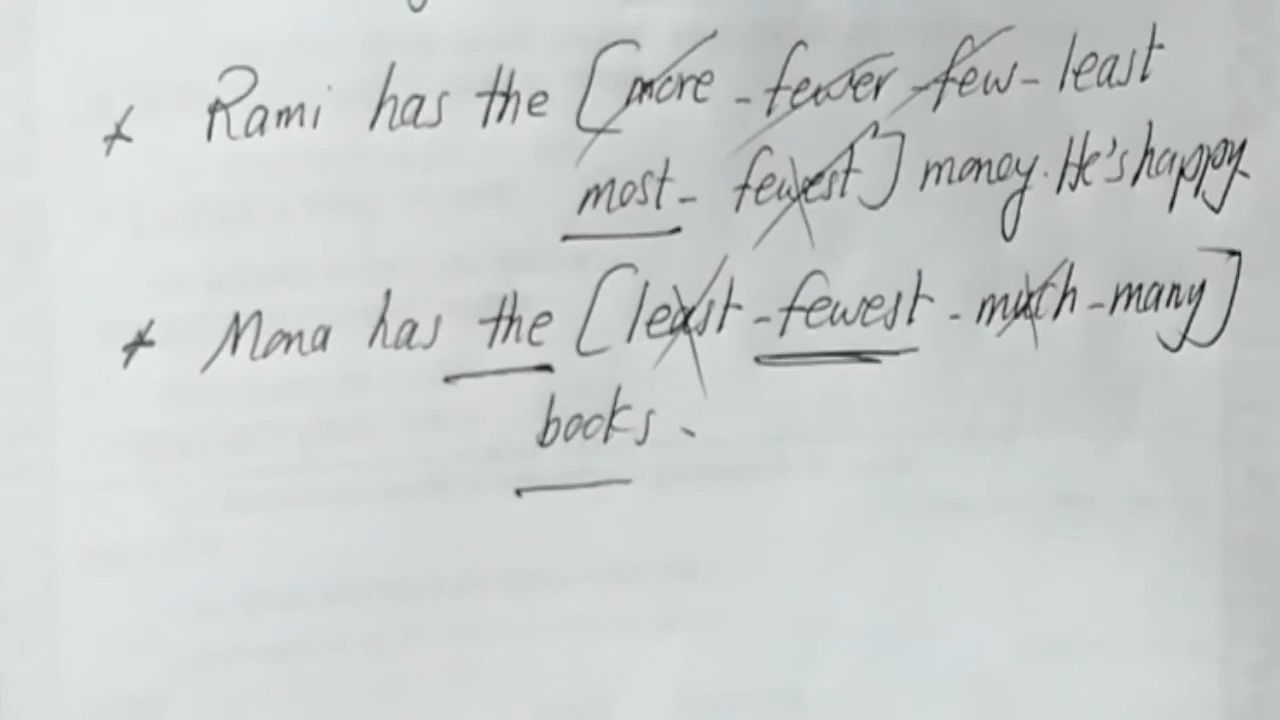 * Rami has the [more - fewer - few - least
most - fewest] money. He's happy.
* Mona has the [least - fewest - much - many]
books.